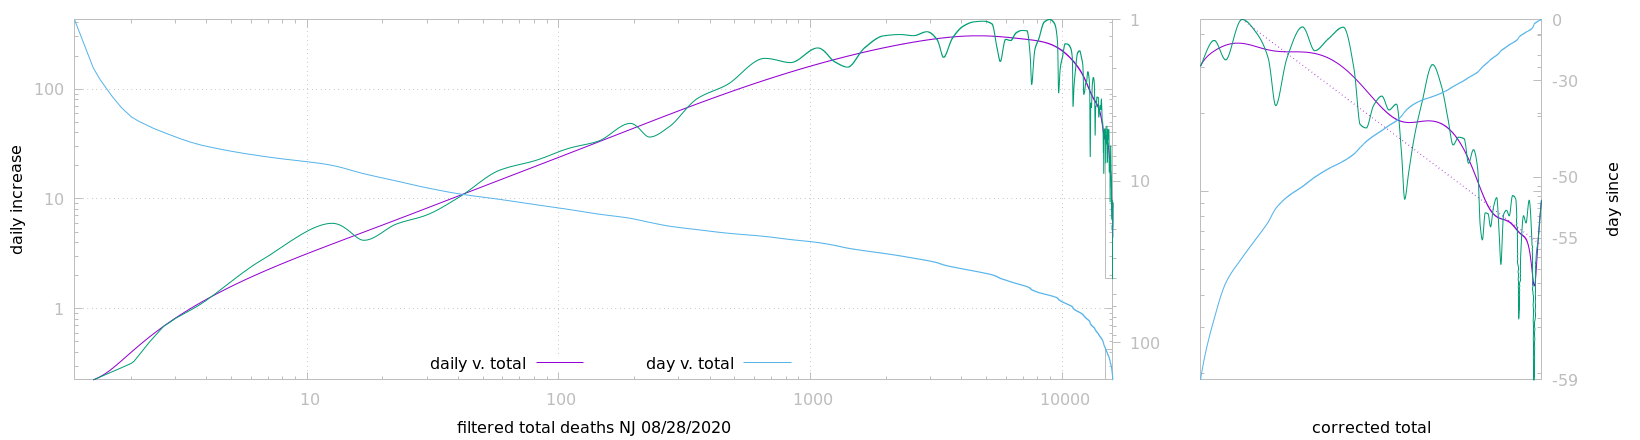 daily increase
100
10
1
1
10
100
daily v. total
day v. total
10
100
1000
10000
filtered total deaths NJ 08/28/2020
0
-30
-50
-55
-59
day since
corrected total